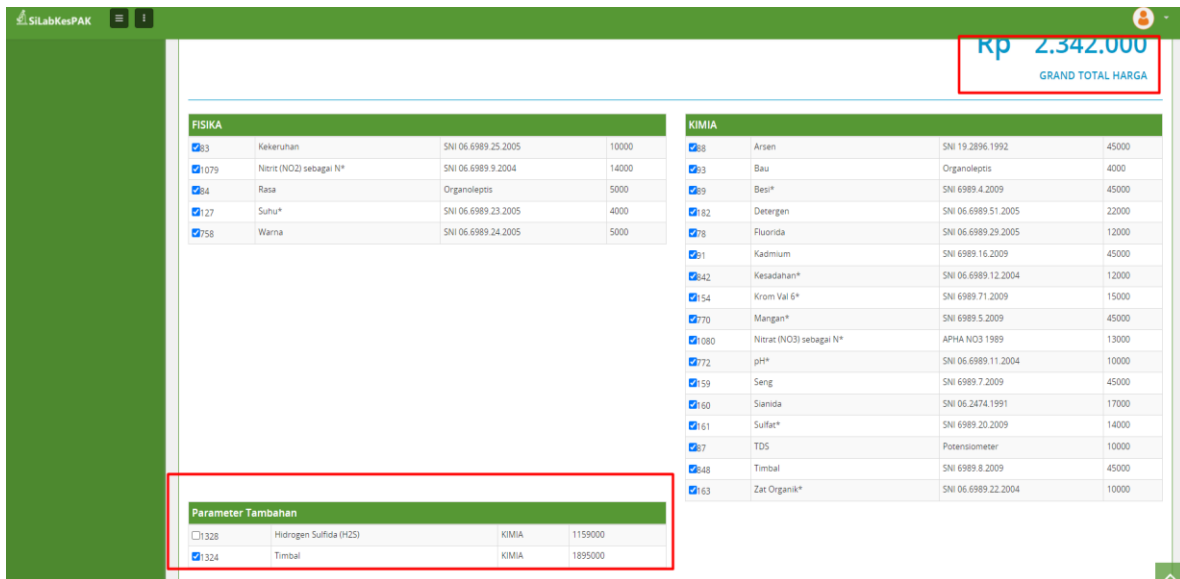 SiLabKesPAK
Rp 2.342.000
GRAND TOTAL HARGA
FISIKA
83 Kekeruhan SNI 06.6989.25.2005 10000
1079 Nitrit (NO2) sebagai N* SNI 06.6989.9.2004 14000
84 Rasa Organoleptis 5000
127 Suhu* SNI 06.6989.23.2005 4000
758 Warna SNI 06.6989.24.2005 5000
KIMIA
88 Arsen SNI 19.2896.1992 45000
93 Bau Organoleptis 4000
89 Besi* SNI 6989.4.2009 45000
182 Detergen SNI 06.6989.51.2005 22000
78 Fluorida SNI 06.6989.29.2005 12000
91 Kadmium SNI 6989.16.2009 45000
842 Kesadahan* SNI 06.6989.12.2004 12000
154 Krom Val 6* SNI 6989.71.2009 15000
770 Mangan* SNI 6989.5.2009 45000
1080 Nitrat (NO3) sebagai N* APHA NO3 1989 13000
772 pH* SNI 06.6989.11.2004 10000
159 Seng SNI 6989.7.2009 45000
160 Sianida SNI 06.2474.1991 17000
161 Sulfat* SNI 6989.20.2009 14000
87 TDS Potensiometer 10000
848 Timbal SNI 6989.8.2009 45000
163 Zat Organik* SNI 06.6989.22.2004 10000
Parameter Tambahan
1328 Hidrogen Sulfida (H2S) KIMIA 1159000
1324 Timbal KIMIA 1895000